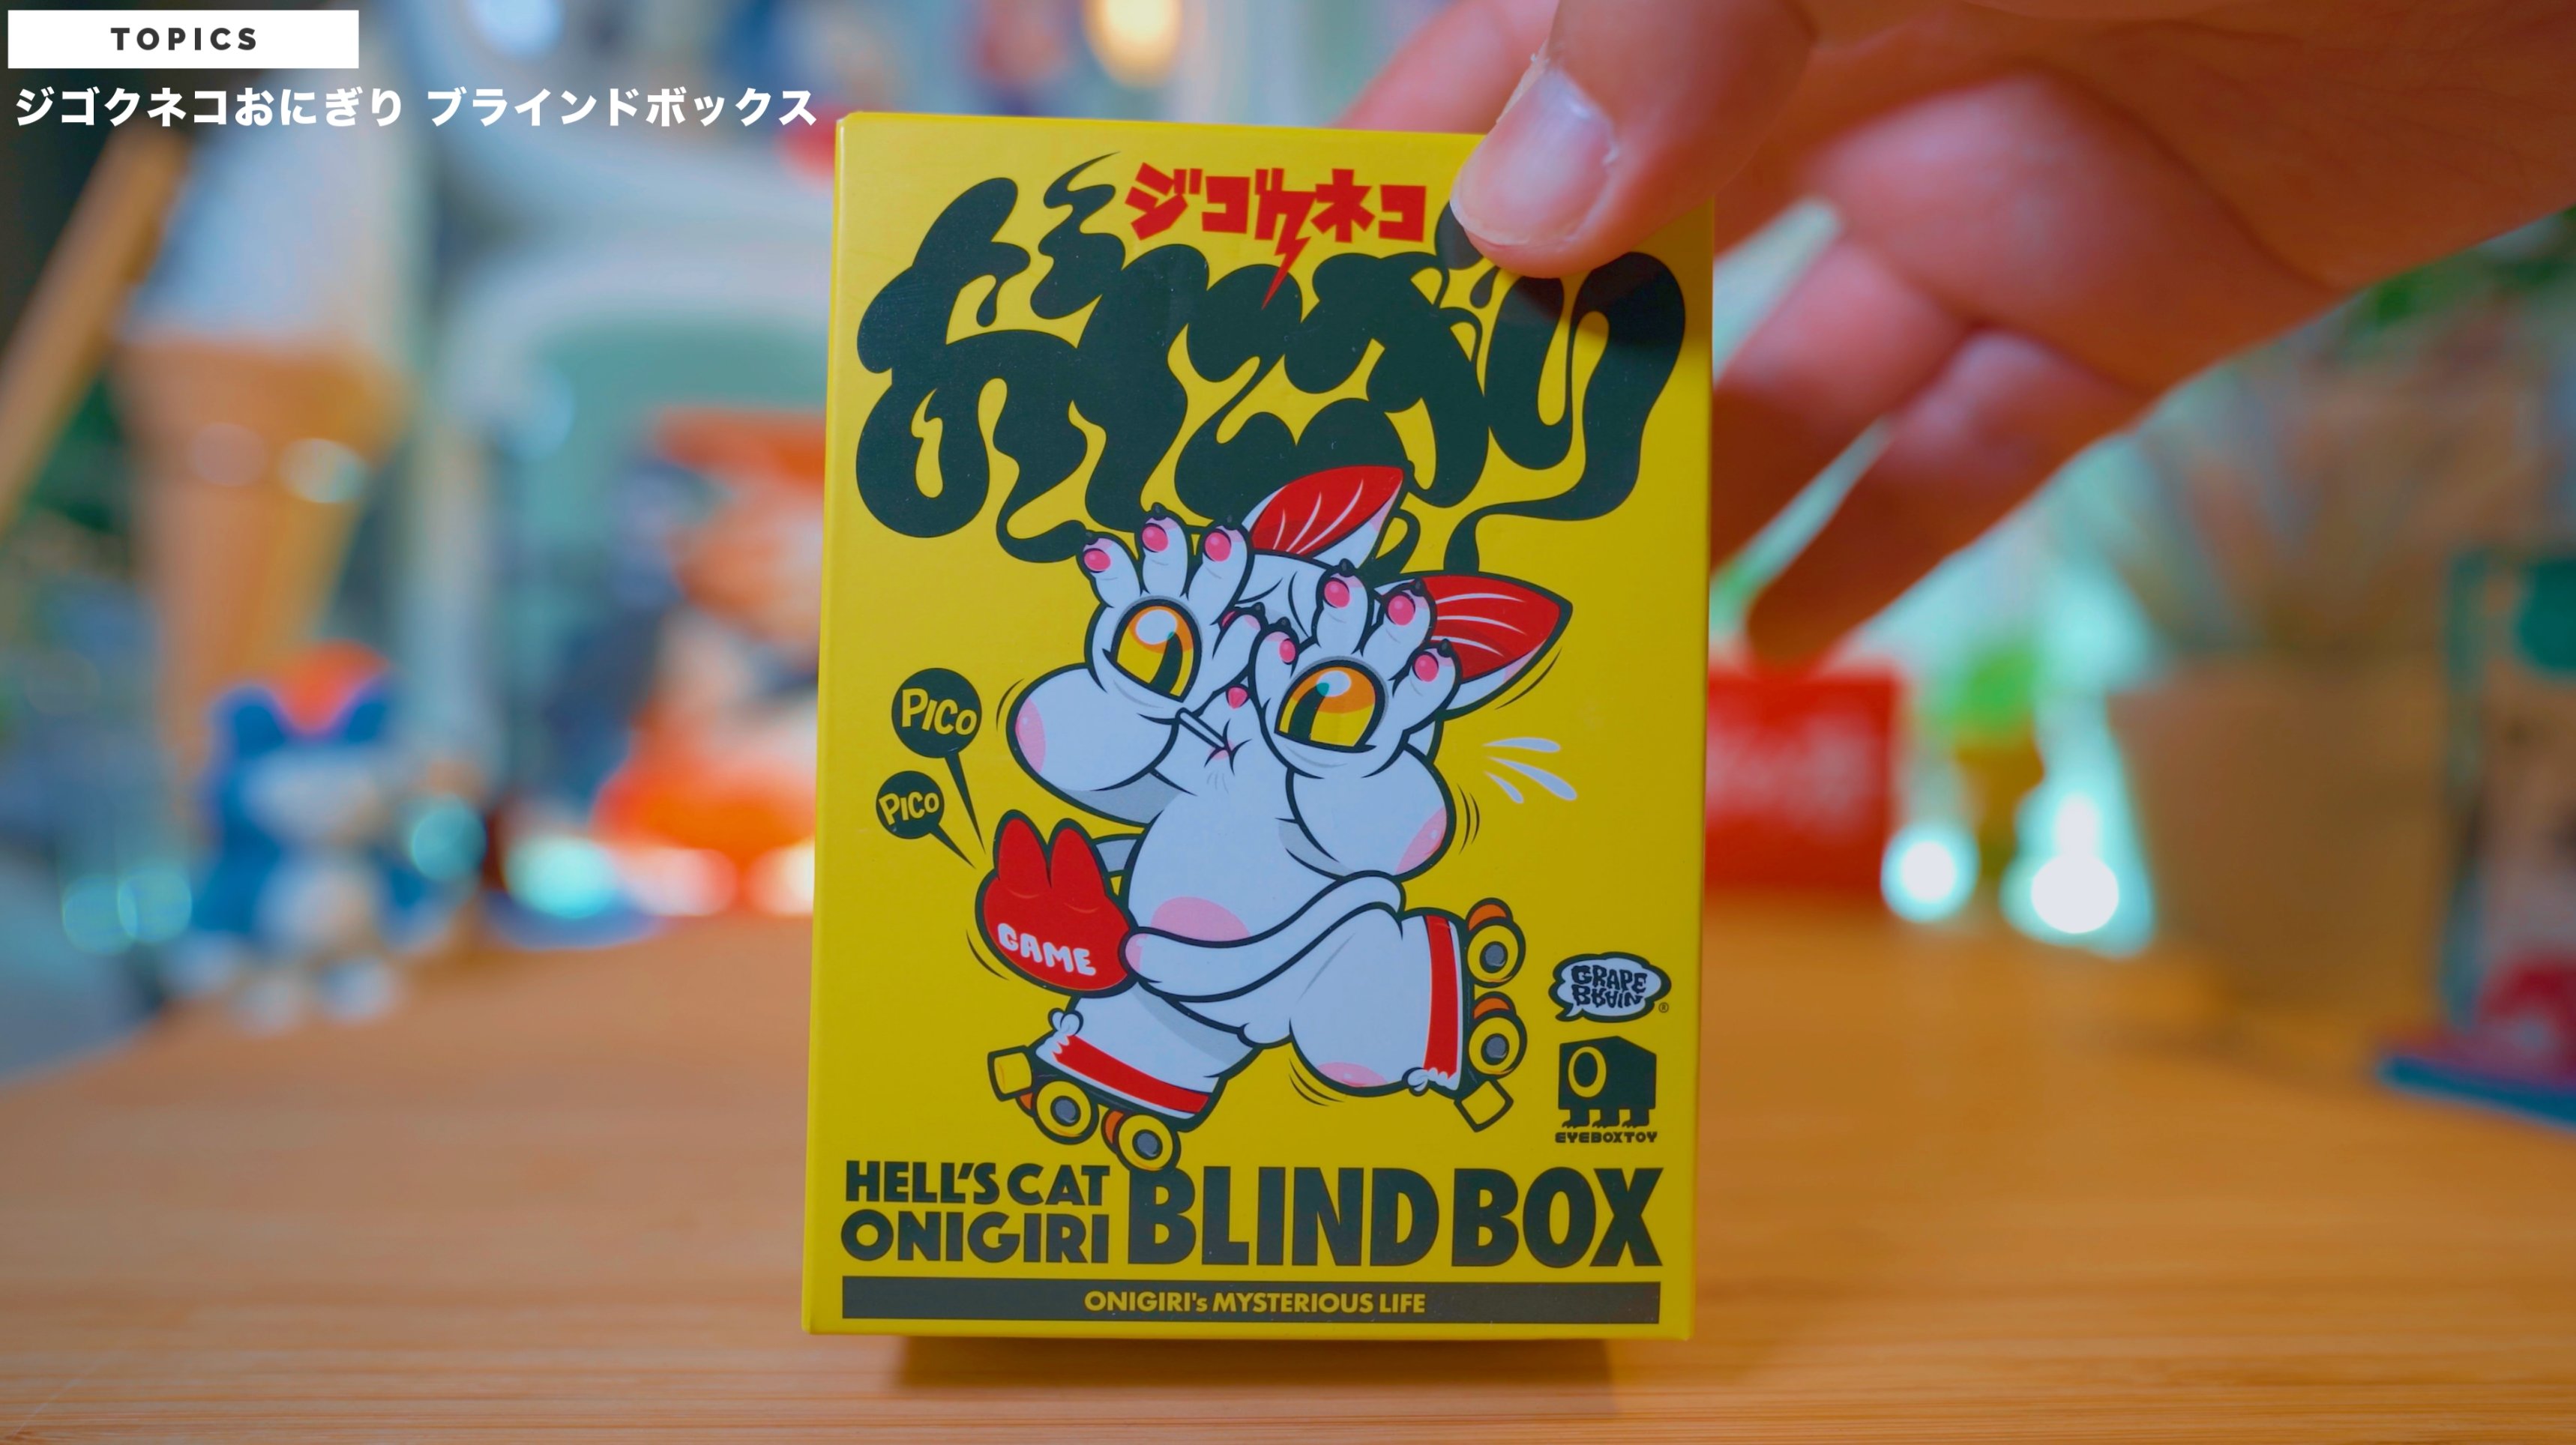 TOPICS
ジゴクネコおにぎり ブラインドボックス
ジゴクネコ
おにぎり
PICO
PICO
GAME
GRAPE
BRAIN®
EYEBOXTOY
HELL'S CAT
ONIGIRI
BLIND BOX
ONIGIRI's MYSTERIOUS LIFE